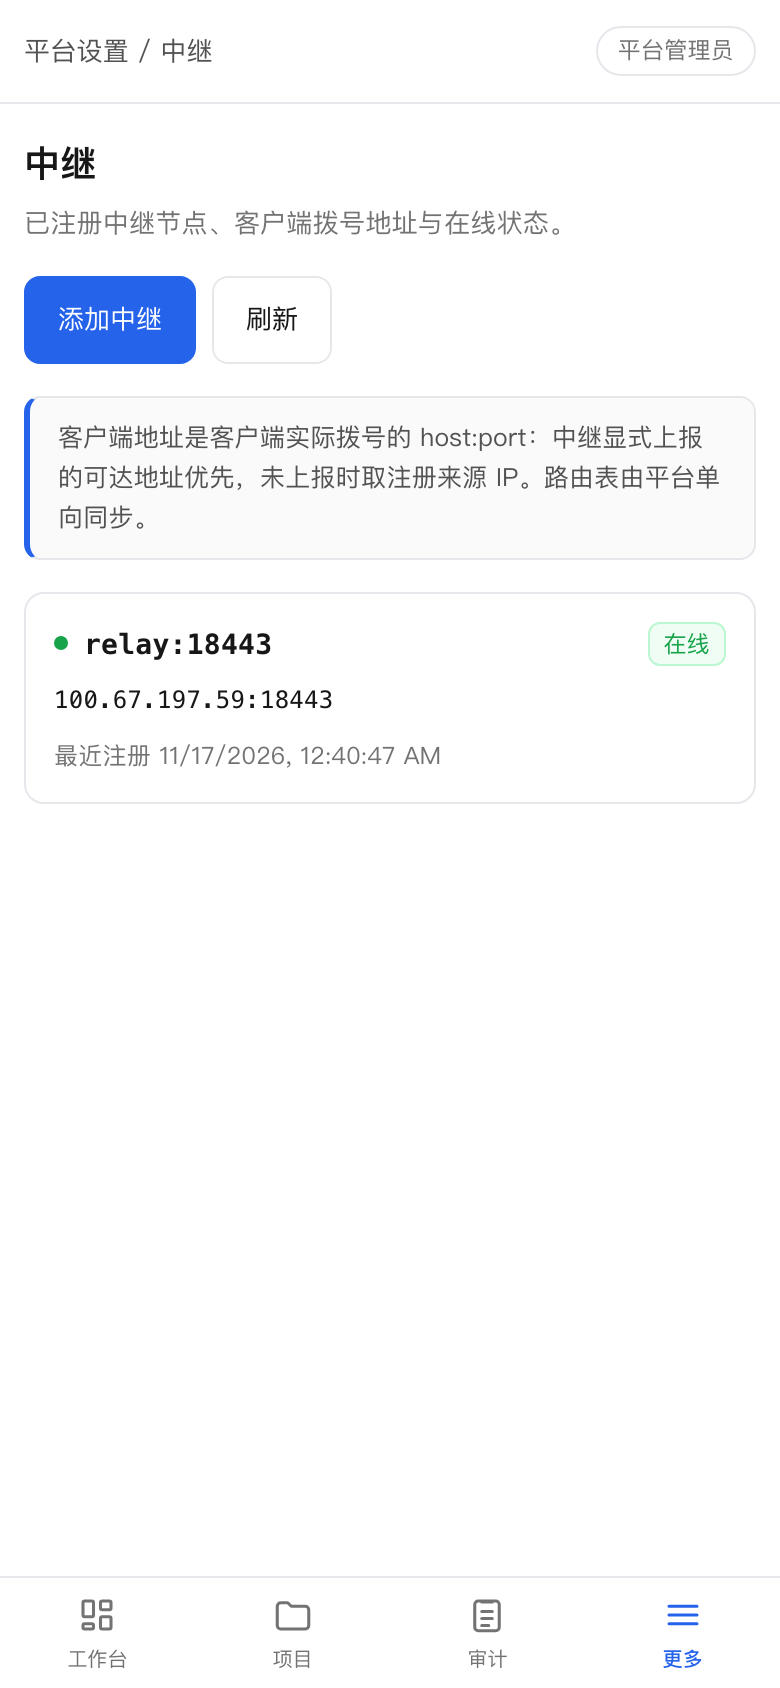 平台设置 / 中继
平台管理员
中继
已注册中继节点、客户端拨号地址与在线状态。
添加中继
刷新
客户端地址是客户端实际拨号的 host:port：中继显式上报
的可达地址优先，未上报时取注册来源 IP。路由表由平台单
向同步。
relay:18443
在线
100.67.197.59:18443
最近注册 11/17/2026, 12:40:47 AM
工作台
项目
审计
更多